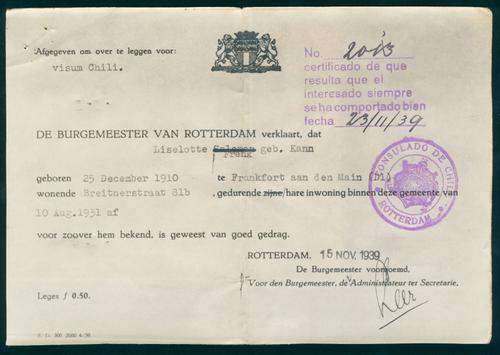 Afgegeven om over te leggen voor:
visum Chili.
No. 2013
certificado de que
resulta que el
interesado siempre
se ha comportado bien
fecha 23/11/39
DE BURGEMEESTER VAN ROTTERDAM verklaart, dat
Liselotte geb. Kann
Frenk
geboren 25 December 1910 te Frankfort aan den Main (Dl)
wonende Breitnerstraat 81b, gedurende zijne/hare inwoning binnen deze gemeente van
10 Aug. 1931 af
voor zoover hem bekend, is geweest van goed gedrag.
CONSULADO DE CHILE
ROTTERDAM
ROTTERDAM, 15 NOV. 1939
De Burgemeester voornoemd,
Voor den Burgemeester, de Administrateur ter Secretarie,
Leges ƒ 0.50.